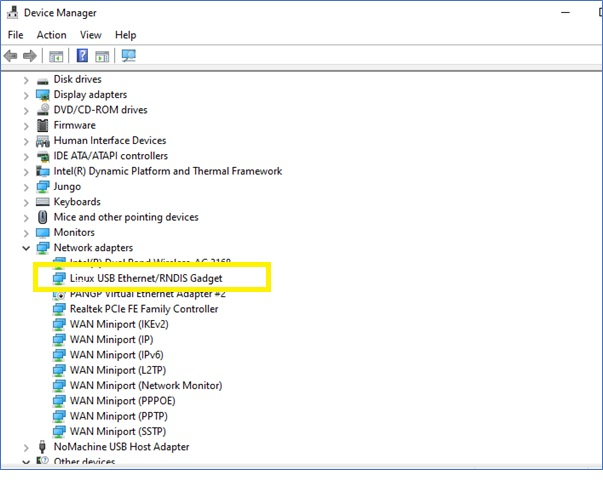 Device Manager
File Action View Help
Disk drives
Display adapters
DVD/CD-ROM drives
Firmware
Human Interface Devices
IDE ATA/ATAPI controllers
Intel(R) Dynamic Platform and Thermal Framework
Jungo
Keyboards
Mice and other pointing devices
Monitors
Network adapters
Intel(R) Dual Band Wireless-AC 3168
Linux USB Ethernet/RNDIS Gadget
PANGP Virtual Ethernet Adapter #2
Realtek PCIe FE Family Controller
WAN Miniport (IKEv2)
WAN Miniport (IP)
WAN Miniport (IPv6)
WAN Miniport (L2TP)
WAN Miniport (Network Monitor)
WAN Miniport (PPPOE)
WAN Miniport (PPTP)
WAN Miniport (SSTP)
NoMachine USB Host Adapter
Other devices